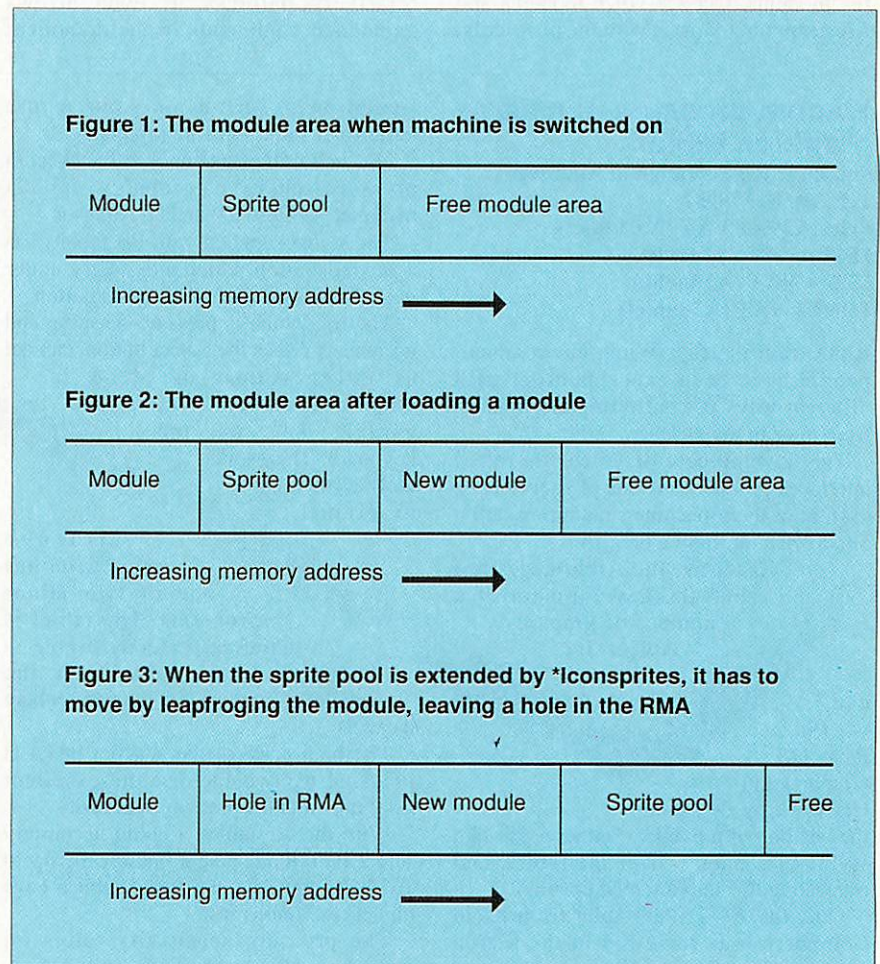 Figure 1: The module area when machine is switched on
Module Sprite pool Free module area
Increasing memory address
Figure 2: The module area after loading a module
Module Sprite pool New module Free module area
Increasing memory address
Figure 3: When the sprite pool is extended by *Iconsprites, it has to
move by leapfroging the module, leaving a hole in the RMA
Module Hole in RMA New module Sprite pool Free
Increasing memory address